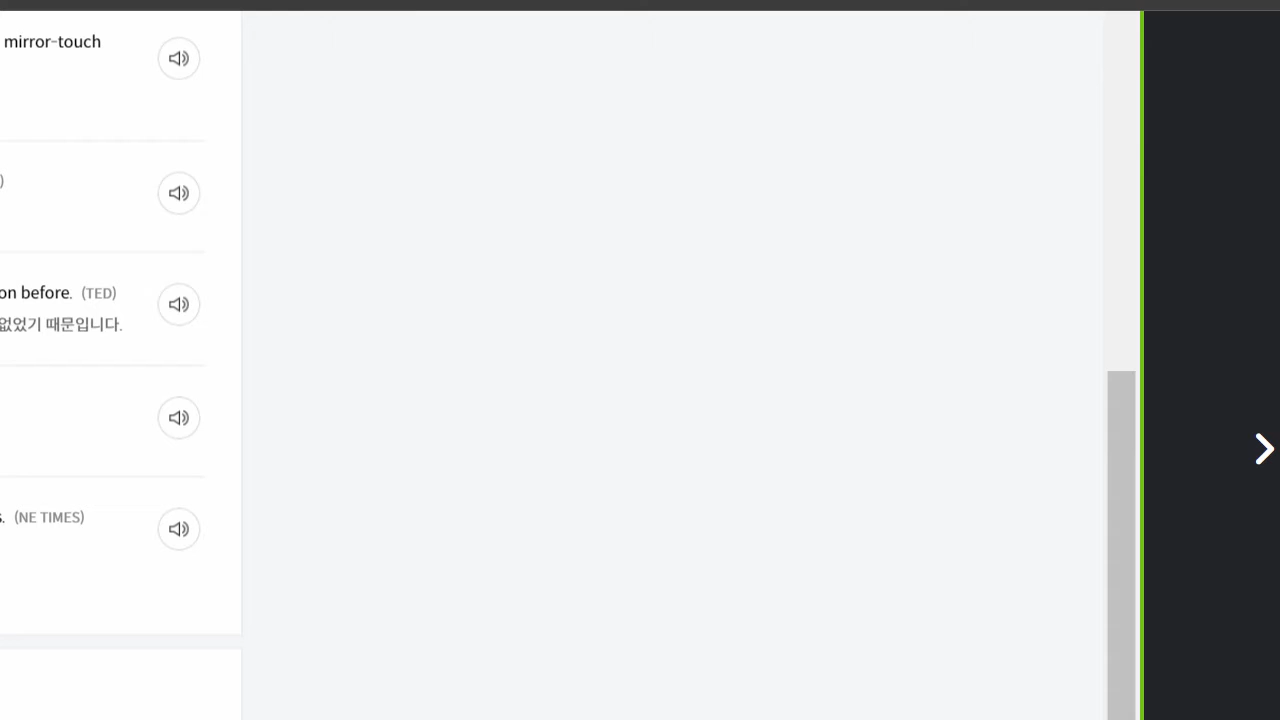 mirror-touch
)
on before. (TED)
없었기 때문입니다.
s. (NE TIMES)